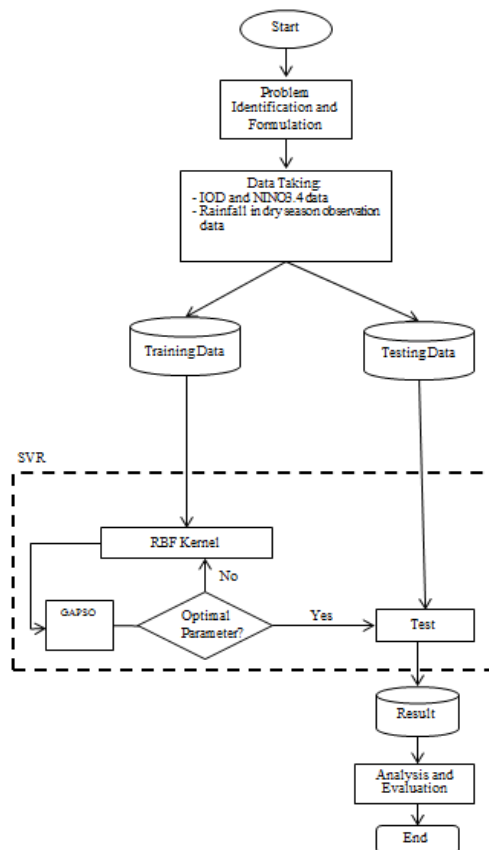 Start
Problem
Identification and
Formulation
Data Taking:
- IOD and NINO3.4 data
- Rainfall in dry season observation
data
Training Data
Testing Data
SVR
RBF Kernel
No
GAPSO
Optimal
Parameter?
Yes
Test
Result
Analysis and
Evaluation
End